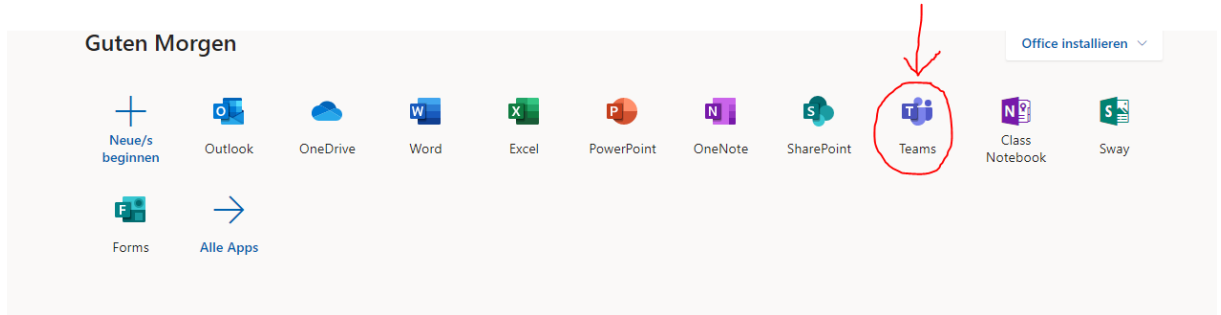 Guten Morgen
Office installieren
Neue/s
beginnen
Outlook
OneDrive
Word
Excel
PowerPoint
OneNote
SharePoint
Teams
Class
Notebook
Sway
Forms
Alle Apps